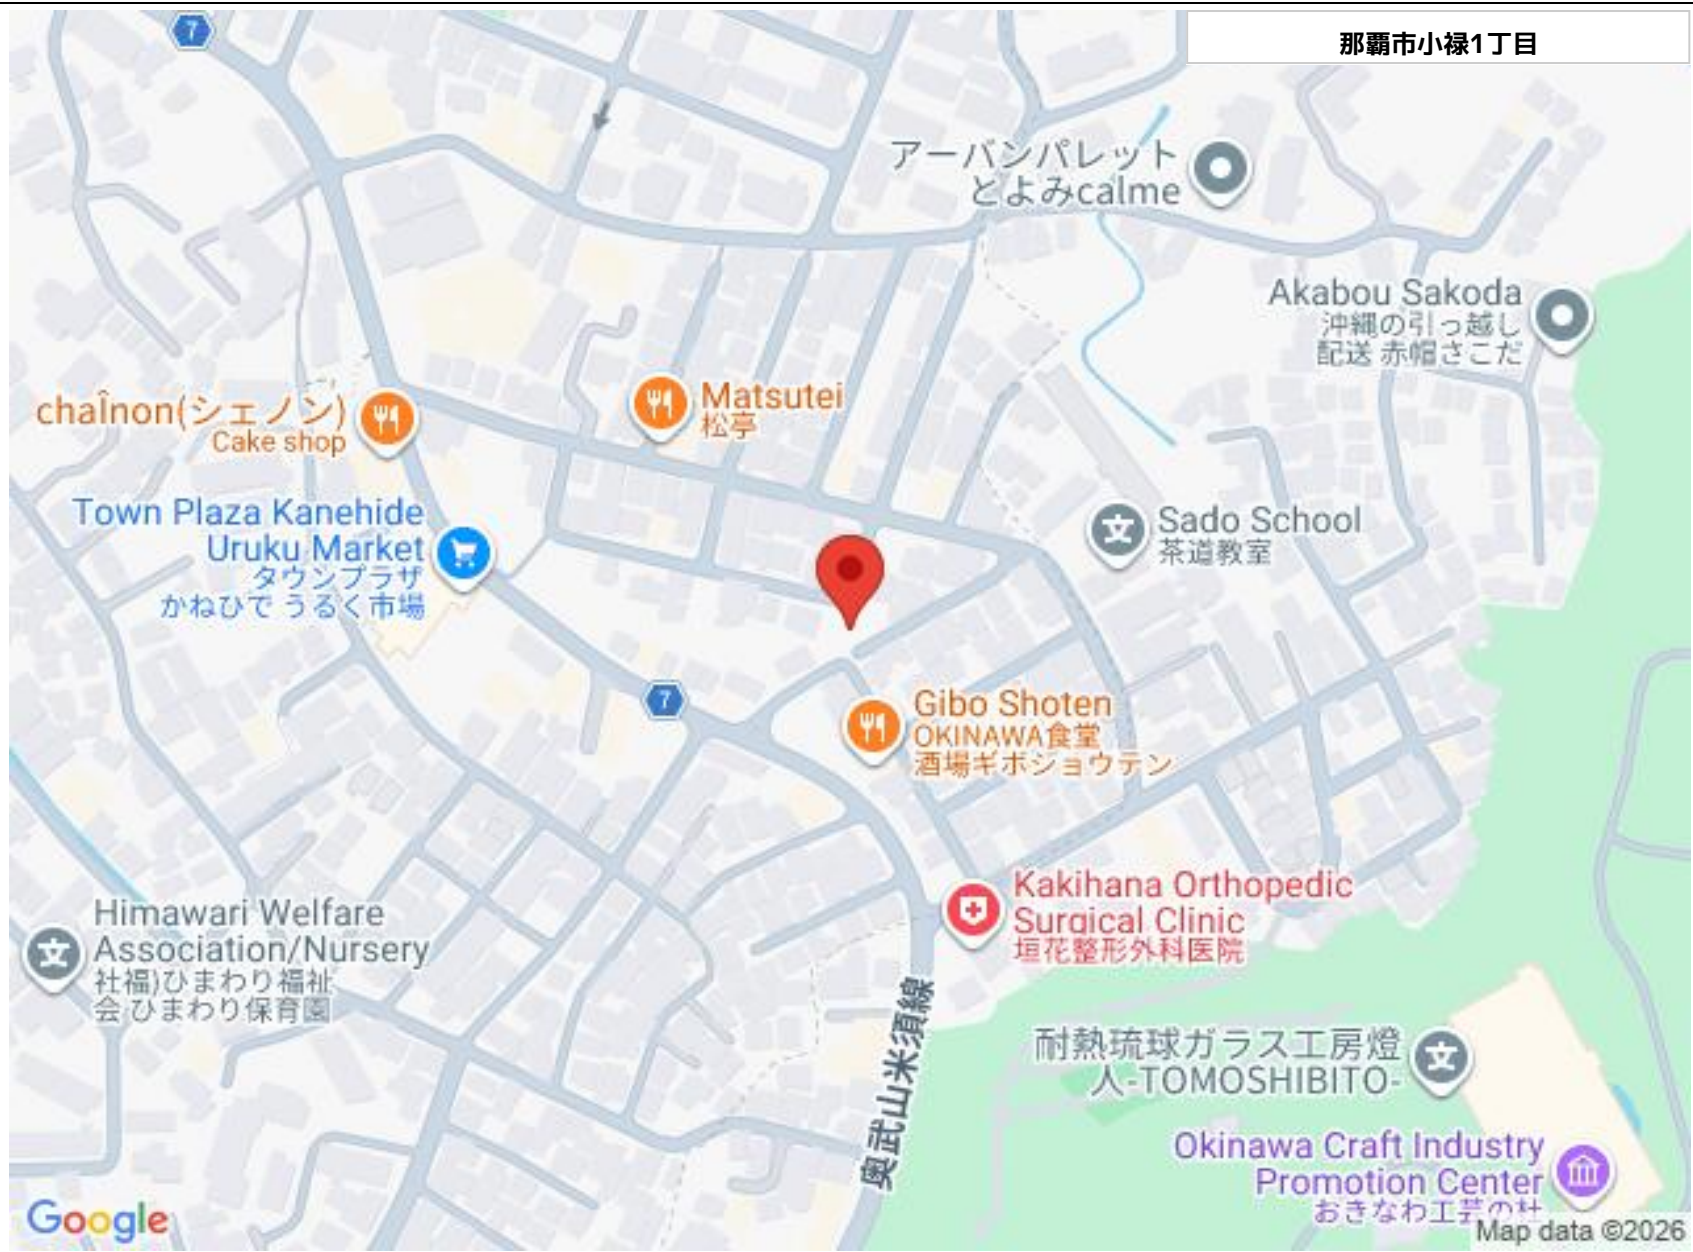 那覇市小禄1丁目
7
アーバンパレット
とよみcalme
Akabou Sakoda
沖縄の引っ越し
配送 赤帽さこだ
Matsutei
松亭
chaînon(シェノン)
Cake shop
Town Plaza Kanehide
Uruku Market
タウンプラザ
かねひで うるく市場
Sado School
茶道教室
7
Gibo Shoten
OKINAWA食堂
酒場ギボショウテン
Kakihana Orthopedic
Surgical Clinic
垣花整形外科医院
Himawari Welfare
Association/Nursery
社福)ひまわり福祉
会 ひまわり保育園
奥武山米須線
耐熱琉球ガラス工房燈
人-TOMOSHIBITO-
Okinawa Craft Industry
Promotion Center
おきなわ工芸の杜
Google
Map data ©2026